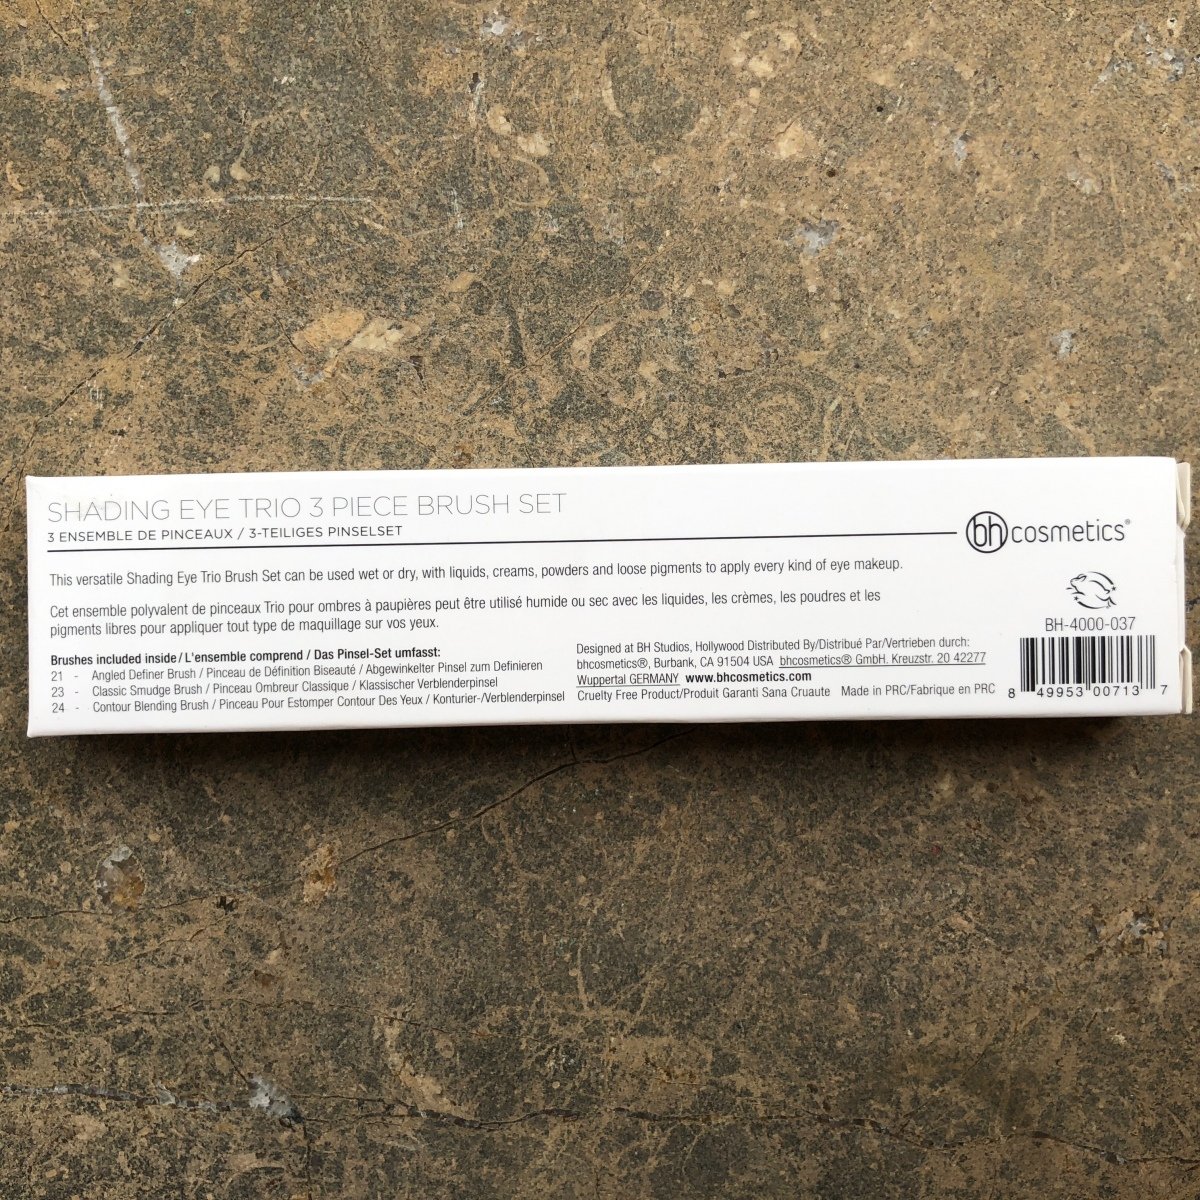 SHADING EYE TRIO 3 PIECE BRUSH SET
3 ENSEMBLE DE PINCEAUX / 3-TEILIGES PINSELSET
bhcosmetics®
This versatile Shading Eye Trio Brush Set can be used wet or dry, with liquids, creams, powders and loose pigments to apply every kind of eye makeup.
Cet ensemble polyvalent de pinceaux Trio pour ombres à paupières peut être utilisé humide ou sec avec les liquides, les crèmes, les poudres et les
pigments libres pour appliquer tout type de maquillage sur vos yeux.
Brushes included inside / L'ensemble comprend / Das Pinsel-Set umfasst:
21 - Angled Definer Brush / Pinceau de Définition Biseauté / Abgewinkelter Pinsel zum Definieren
23 - Classic Smudge Brush / Pinceau Ombreur Classique / Klassischer Verblenderpinsel
24 - Contour Blending Brush / Pinceau Pour Estomper Contour Des Yeux / Konturier-/Verblenderpinsel
Designed at BH Studios, Hollywood Distributed By/Distribué Par/Vertrieben durch:
bhcosmetics®, Burbank, CA 91504 USA bhcosmetics® GmbH. Kreuzstr. 20 42277
Wuppertal GERMANY www.bhcosmetics.com
Cruelty Free Product/Produit Garanti Sana Cruaute Made in PRC/Fabrique en PRC
BH-4000-037
8 49953 00713 7